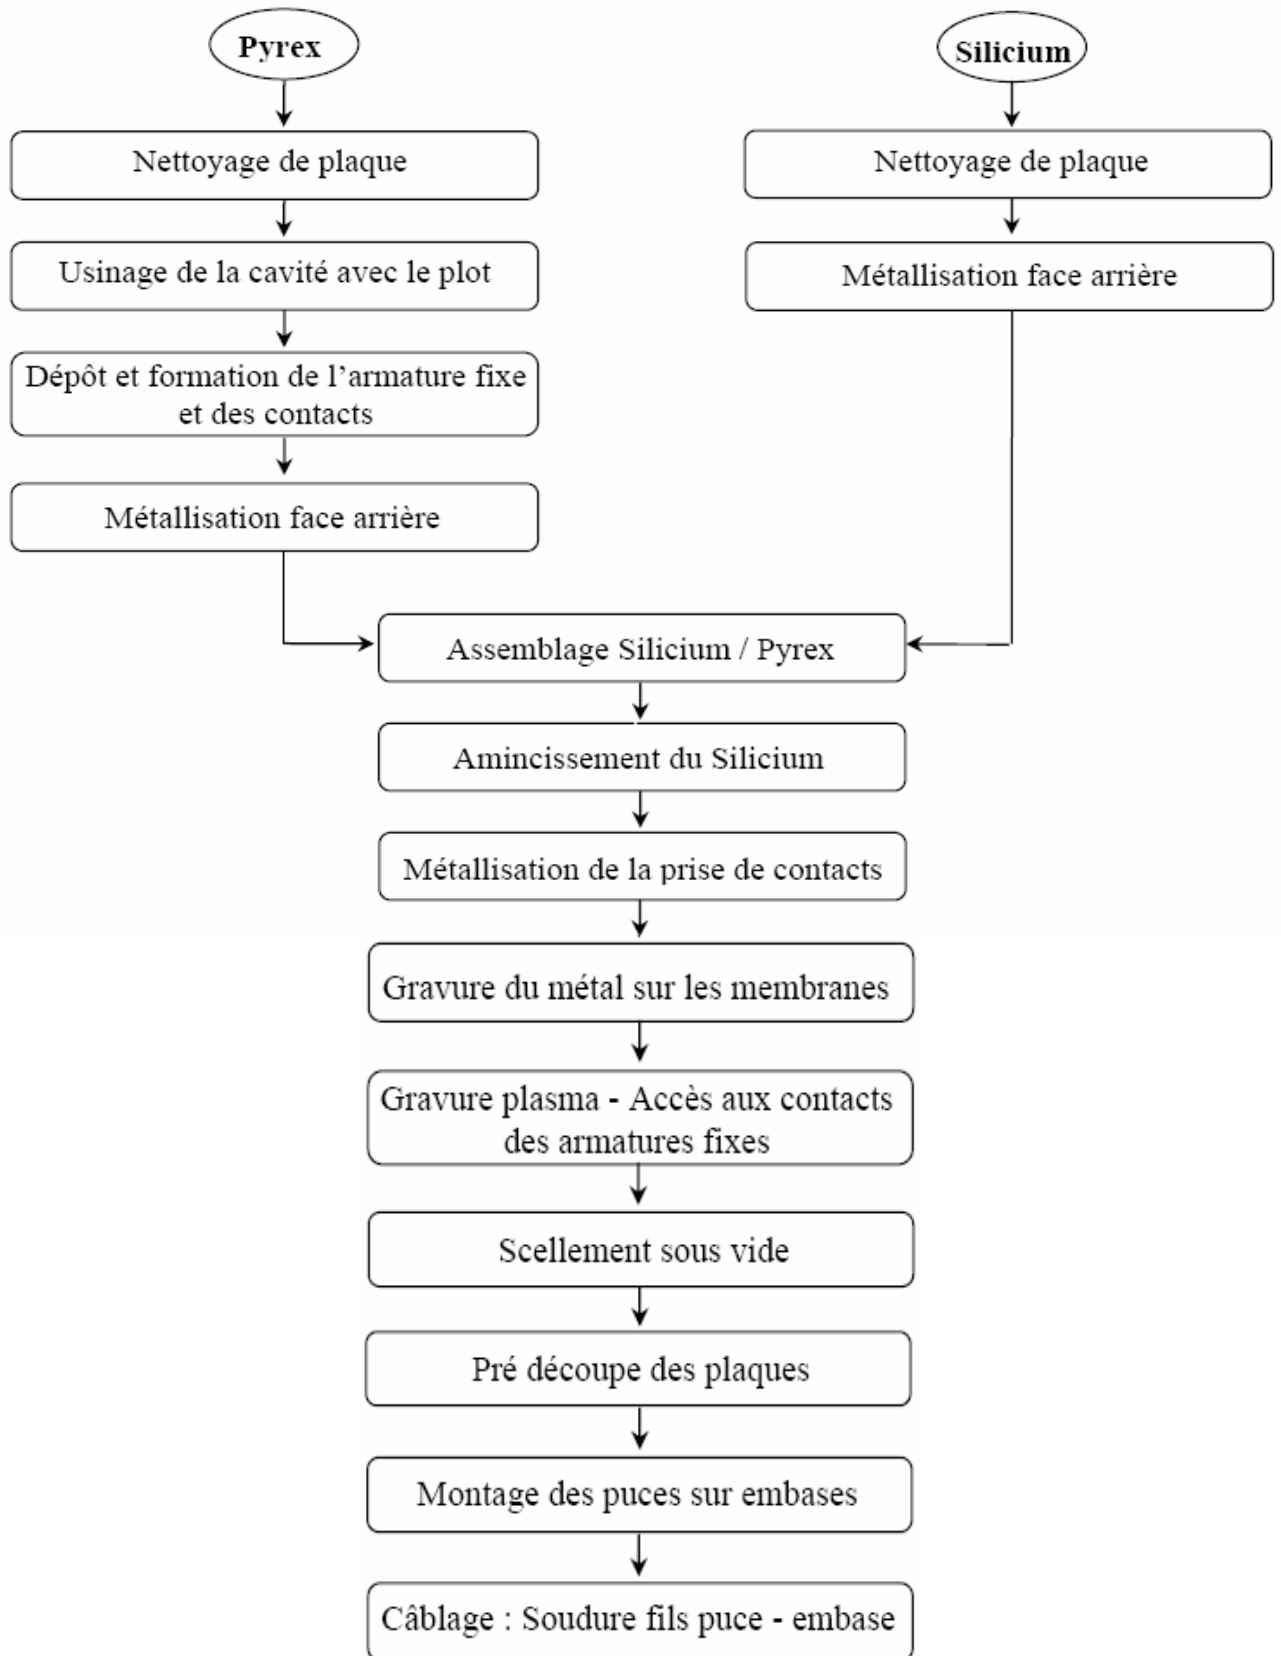 Pyrex
Silicium
Nettoyage de plaque
Nettoyage de plaque
Usinage de la cavité avec le plot
Métallisation face arrière
Dépôt et formation de l’armature fixe
et des contacts
Métallisation face arrière
Assemblage Silicium / Pyrex
Amincissement du Silicium
Métallisation de la prise de contacts
Gravure du métal sur les membranes
Gravure plasma - Accès aux contacts
des armatures fixes
Scellement sous vide
Pré découpe des plaques
Montage des puces sur embases
Câblage : Soudure fils puce - embase